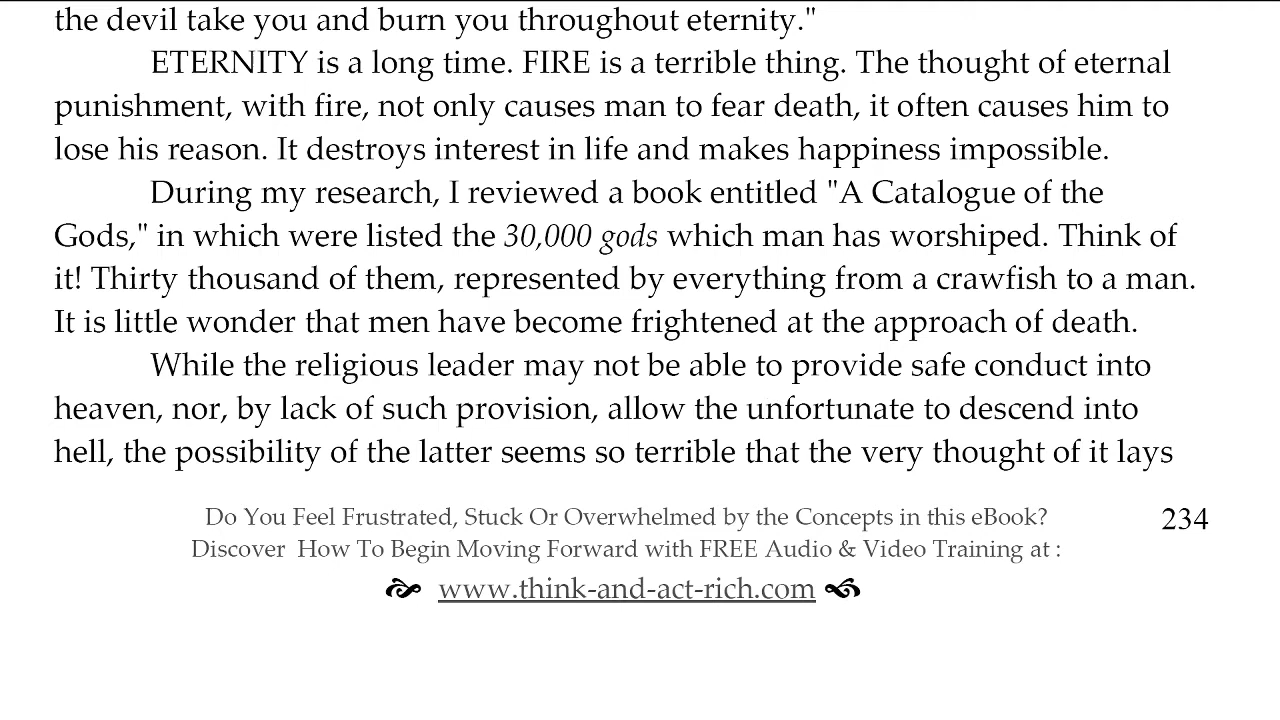 the devil take you and burn you throughout eternity."
ETERNITY is a long time. FIRE is a terrible thing. The thought of eternal
punishment, with fire, not only causes man to fear death, it often causes him to
lose his reason. It destroys interest in life and makes happiness impossible.
During my research, I reviewed a book entitled "A Catalogue of the
Gods," in which were listed the 30,000 gods which man has worshiped. Think of
it! Thirty thousand of them, represented by everything from a crawfish to a man.
It is little wonder that men have become frightened at the approach of death.
While the religious leader may not be able to provide safe conduct into
heaven, nor, by lack of such provision, allow the unfortunate to descend into
hell, the possibility of the latter seems so terrible that the very thought of it lays
Do You Feel Frustrated, Stuck Or Overwhelmed by the Concepts in this eBook?
234
Discover How To Begin Moving Forward with FREE Audio & Video Training at :
www.think-and-act-rich.com